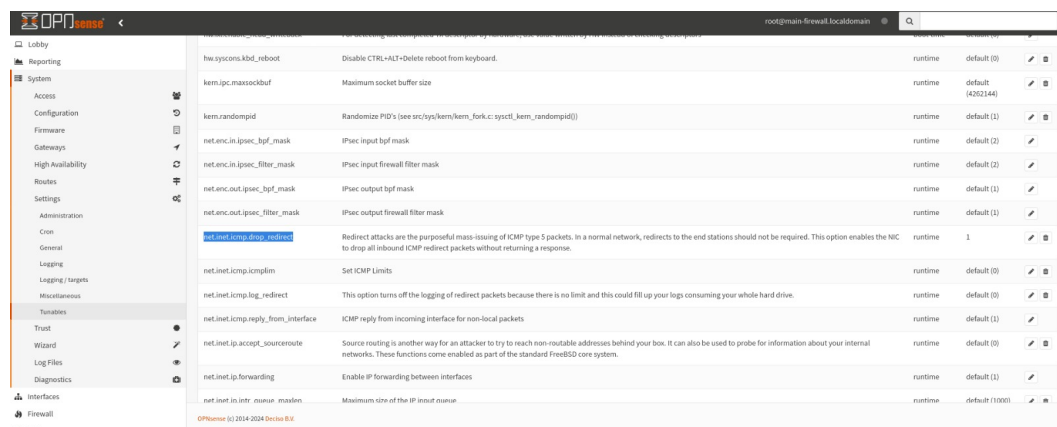 OPNsense
root@main-firewall.localdomain
Lobby
Reporting
System
Access
Configuration
Firmware
Gateways
High Availability
Routes
Settings
Administration
Cron
General
Logging
Logging / targets
Miscellaneous
Tunables
Trust
Wizard
Log Files
Diagnostics
Interfaces
Firewall
hw.syscons.kbd_reboot Disable CTRL+ALT+Delete reboot from keyboard. runtime default (0)
kern.ipc.maxsockbuf Maximum socket buffer size runtime default
(4262144)
kern.randompid Randomize PID's (see src/sys/kern/kern_fork.c: sysctl_kern_randompid()) runtime default (1)
net.enc.in.ipsec_bpf_mask IPsec input bpf mask runtime default (2)
net.enc.in.ipsec_filter_mask IPsec input firewall filter mask runtime default (2)
net.enc.out.ipsec_bpf_mask IPsec output bpf mask runtime default (1)
net.enc.out.ipsec_filter_mask IPsec output firewall filter mask runtime default (1)
net.inet.icmp.drop_redirect Redirect attacks are the purposeful mass-issuing of ICMP type 5 packets. In a normal network, redirects to the end stations should not be required. This option enables the NIC runtime 1
to drop all inbound ICMP redirect packets without returning a response.
net.inet.icmp.icmplim Set ICMP Limits runtime default (0)
net.inet.icmp.log_redirect This option turns off the logging of redirect packets because there is no limit and this could fill up your logs consuming your whole hard drive. runtime default (0)
net.inet.icmp.reply_from_interface ICMP reply from incoming interface for non-local packets runtime default (1)
net.inet.ip.accept_sourceroute Source routing is another way for an attacker to try to reach non-routable addresses behind your box. It can also be used to probe for information about your internal runtime default (0)
networks. These functions come enabled as part of the standard FreeBSD core system.
net.inet.ip.forwarding Enable IP forwarding between interfaces runtime default (1)
net.inet.ip.intr_queue_maxlen Maximum size of the IP input queue runtime default (1000)
OPNsense (c) 2014-2024 Deciso B.V.